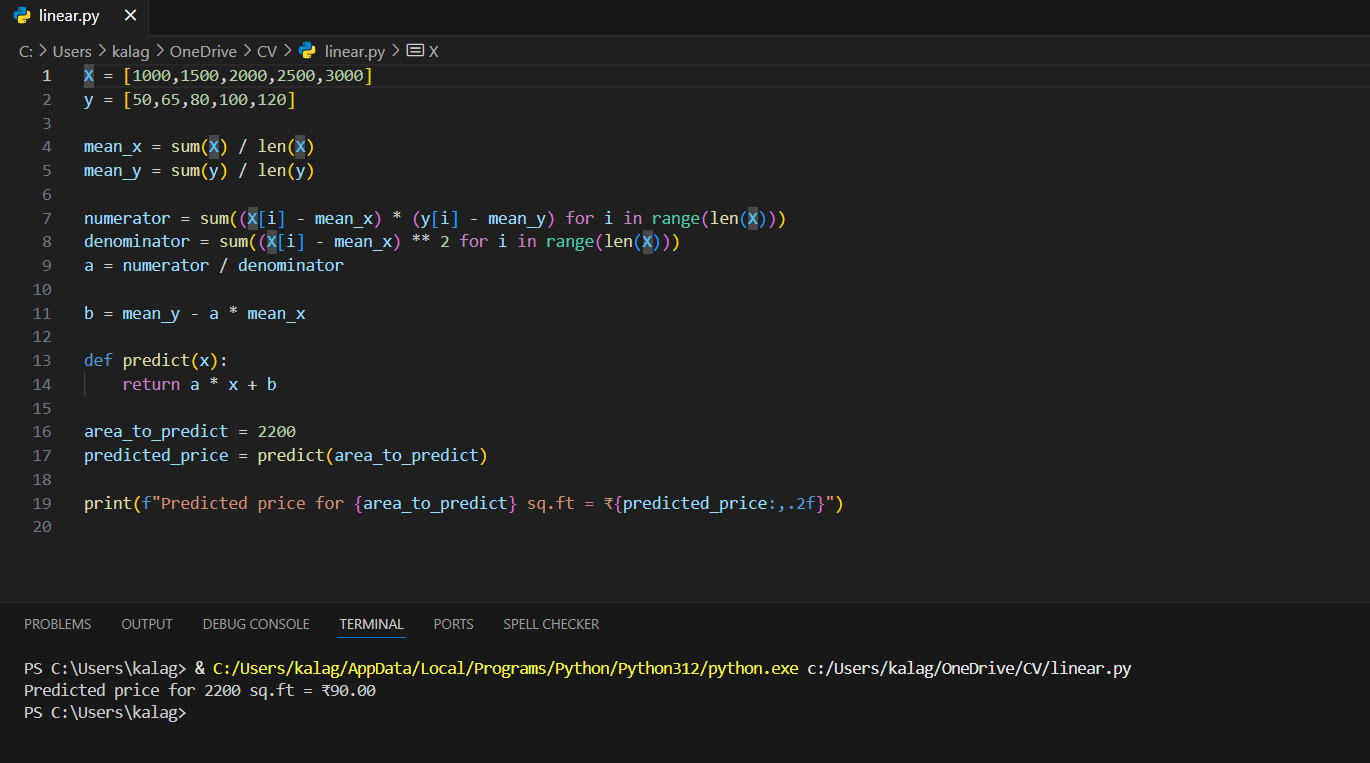 linear.py
C: > Users > kalag > OneDrive > CV > linear.py > X
1 X = [1000,1500,2000,2500,3000]
2 y = [50,65,80,100,120]
3
4 mean_x = sum(X) / len(X)
5 mean_y = sum(y) / len(y)
6
7 numerator = sum((X[i] - mean_x) * (y[i] - mean_y) for i in range(len(X)))
8 denominator = sum((X[i] - mean_x) ** 2 for i in range(len(X)))
9 a = numerator / denominator
10
11 b = mean_y - a * mean_x
12
13 def predict(x):
14     return a * x + b
15
16 area_to_predict = 2200
17 predicted_price = predict(area_to_predict)
18
19 print(f"Predicted price for {area_to_predict} sq.ft = ₹{predicted_price:,.2f}")
20
PROBLEMS OUTPUT DEBUG CONSOLE TERMINAL PORTS SPELL CHECKER
PS C:\Users\kalag> & C:/Users/kalag/AppData/Local/Programs/Python/Python312/python.exe c:/Users/kalag/OneDrive/CV/linear.py
Predicted price for 2200 sq.ft = ₹90.00
PS C:\Users\kalag>